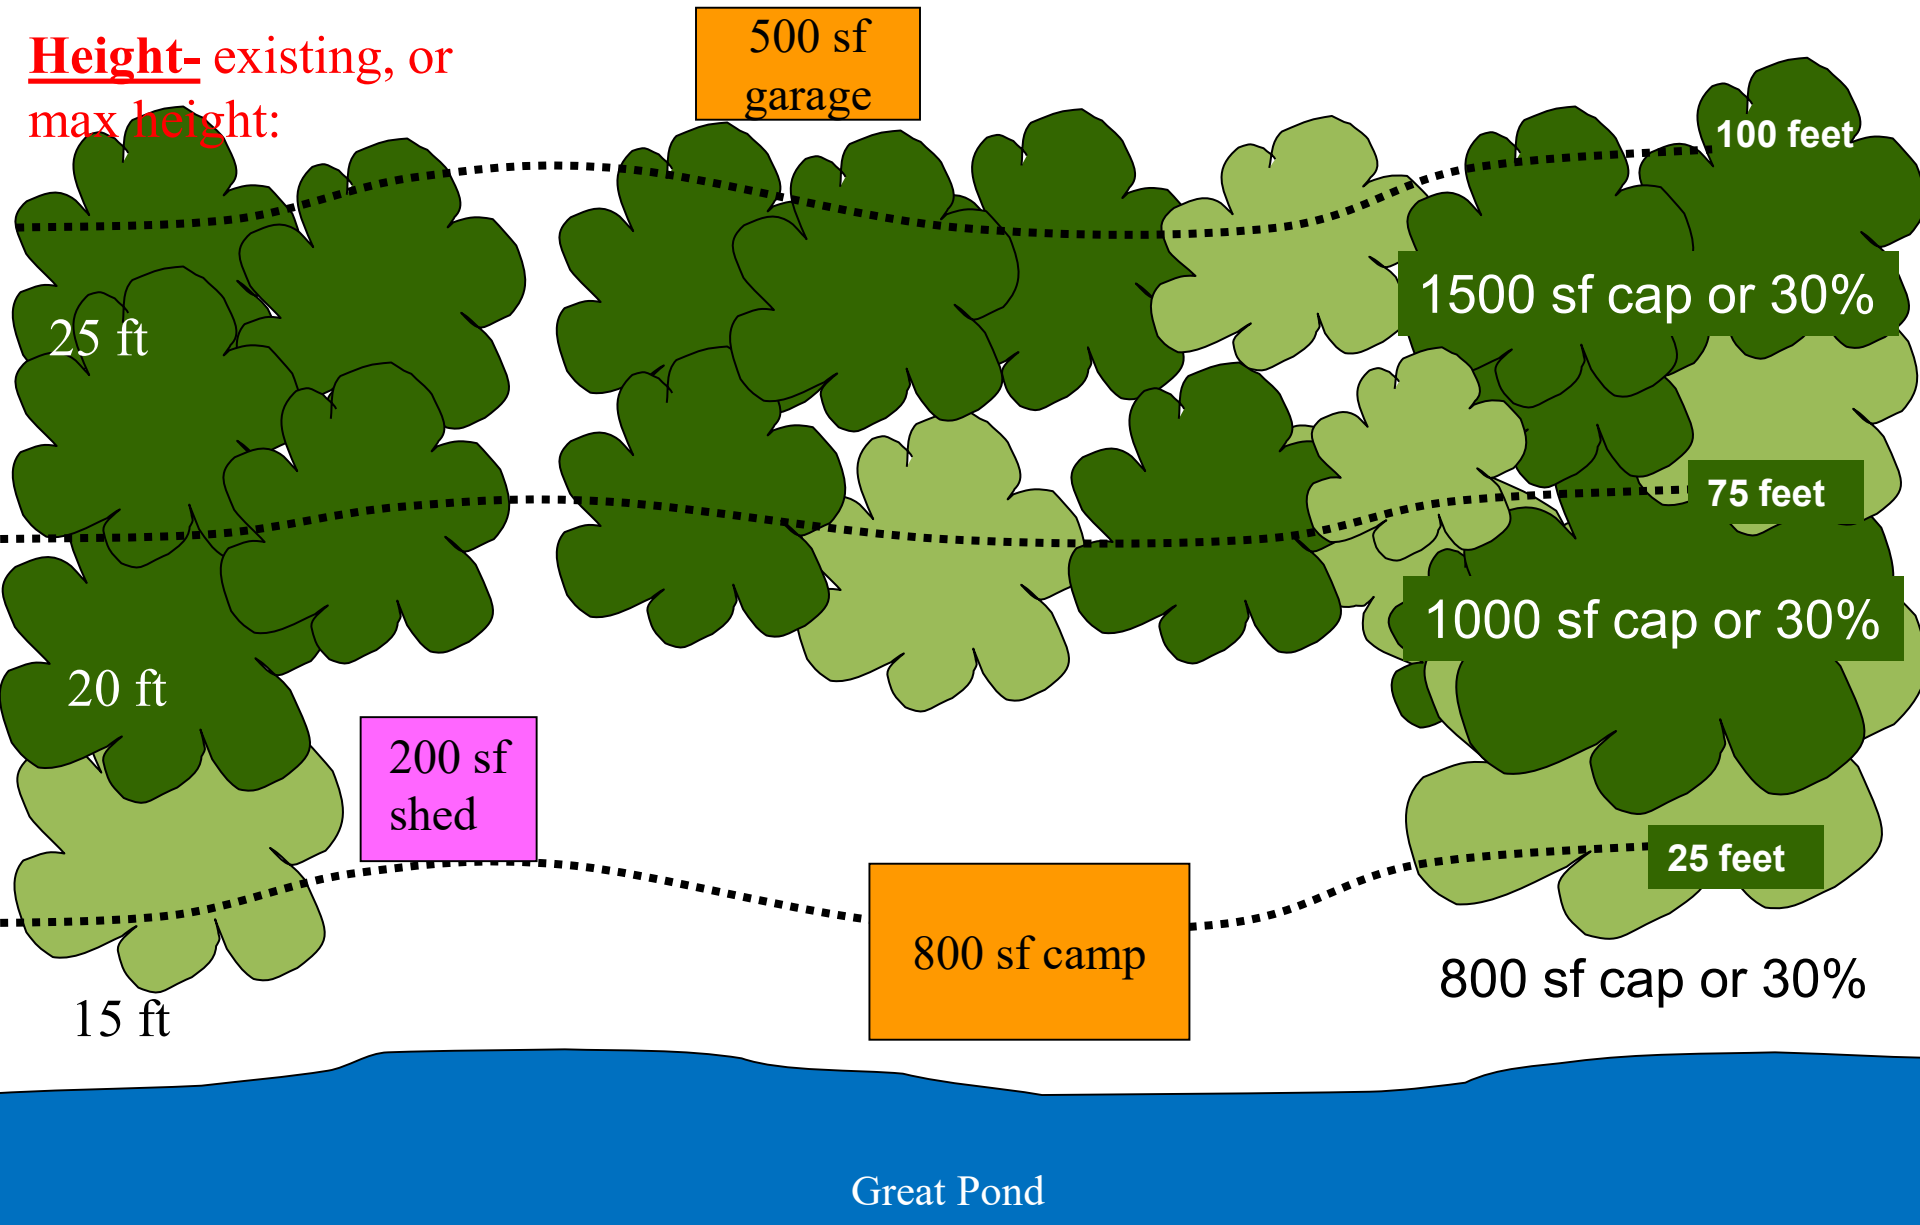 Height- existing, or
max height:
500 sf
garage
100 feet
1500 sf cap or 30%
25 ft
75 feet
1000 sf cap or 30%
20 ft
200 sf
shed
25 feet
800 sf camp
800 sf cap or 30%
15 ft
Great Pond